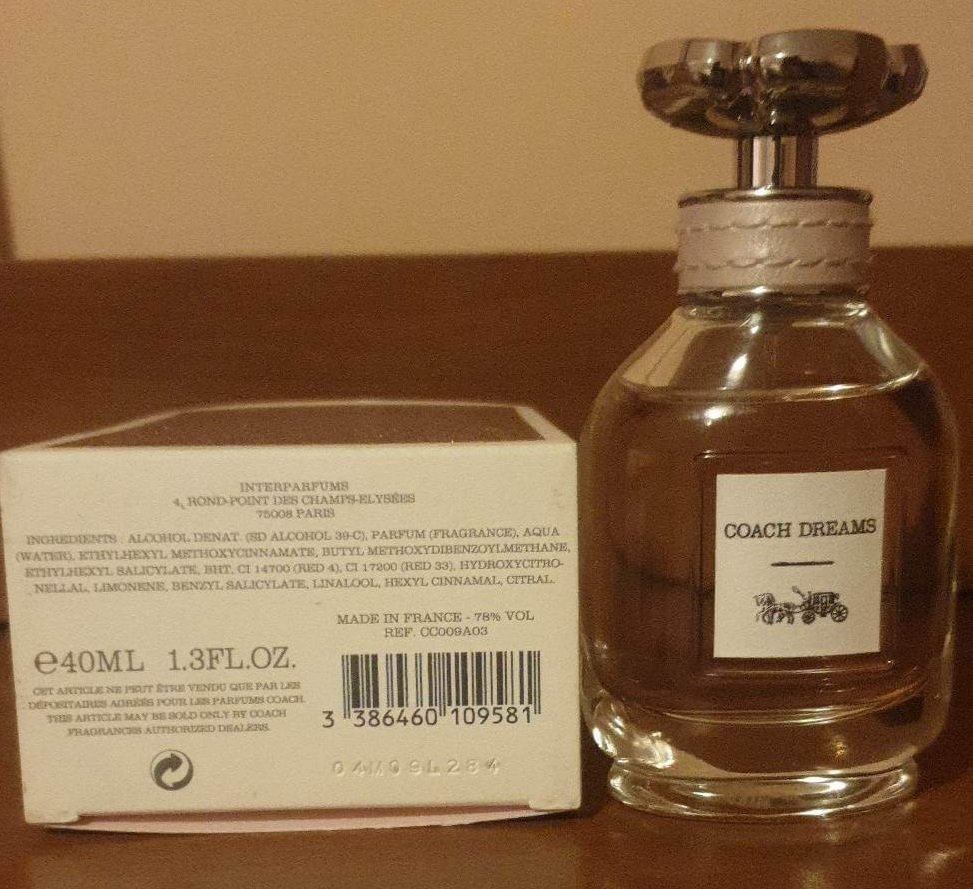 INTERPARFUMS
4, ROND-POINT DES CHAMPS-ELYSÉES
75008 PARIS
INGREDIENTS : ALCOHOL DENAT. (SD ALCOHOL 39-C), PARFUM (FRAGRANCE), AQUA
(WATER), ETHYLHEXYL METHOXYCINNAMATE, BUTYL METHOXYDIBENZOYLMETHANE,
ETHYLHEXYL SALICYLATE, BHT, CI 14700 (RED 4), CI 17200 (RED 33), HYDROXYCITRO-
NELLAL, LIMONENE, BENZYL SALICYLATE, LINALOOL, HEXYL CINNAMAL, CITRAL.
MADE IN FRANCE - 78% VOL
REF. CC009A03
℮40ML 1.3FL.OZ.
CET ARTICLE NE PEUT ÊTRE VENDU QUE PAR LES
DÉPOSITAIRES AGRÉÉS POUR LES PARFUMS COACH.
THIS ARTICLE MAY BE SOLD ONLY BY COACH
FRAGRANCES AUTHORIZED DEALERS.
3 386460 109581
COACH DREAMS